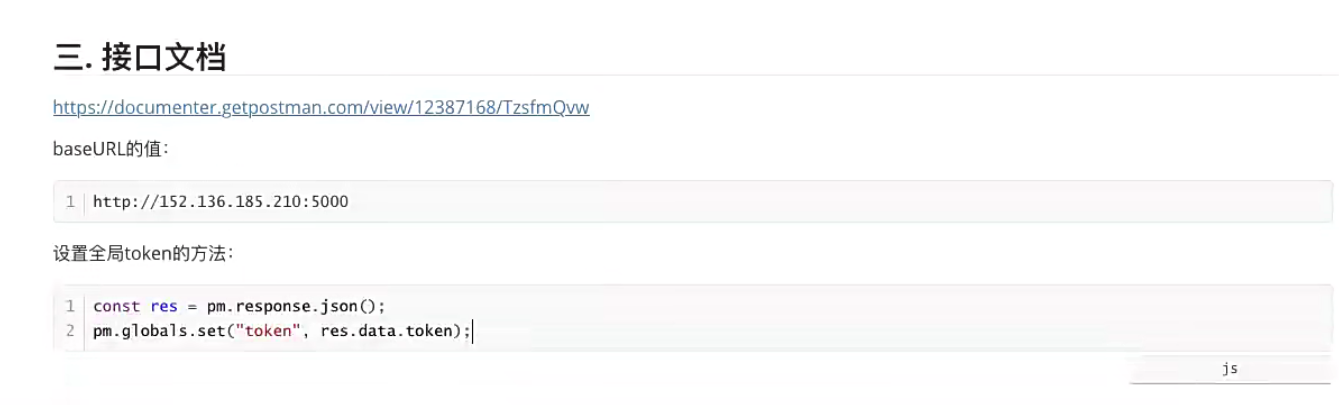 三. 接口文档
https://documenter.getpostman.com/view/12387168/TzsfmQvw
baseURL的值：
1 http://152.136.185.210:5000
设置全局token的方法：
1 const res = pm.response.json();
2 pm.globals.set("token", res.data.token);
js